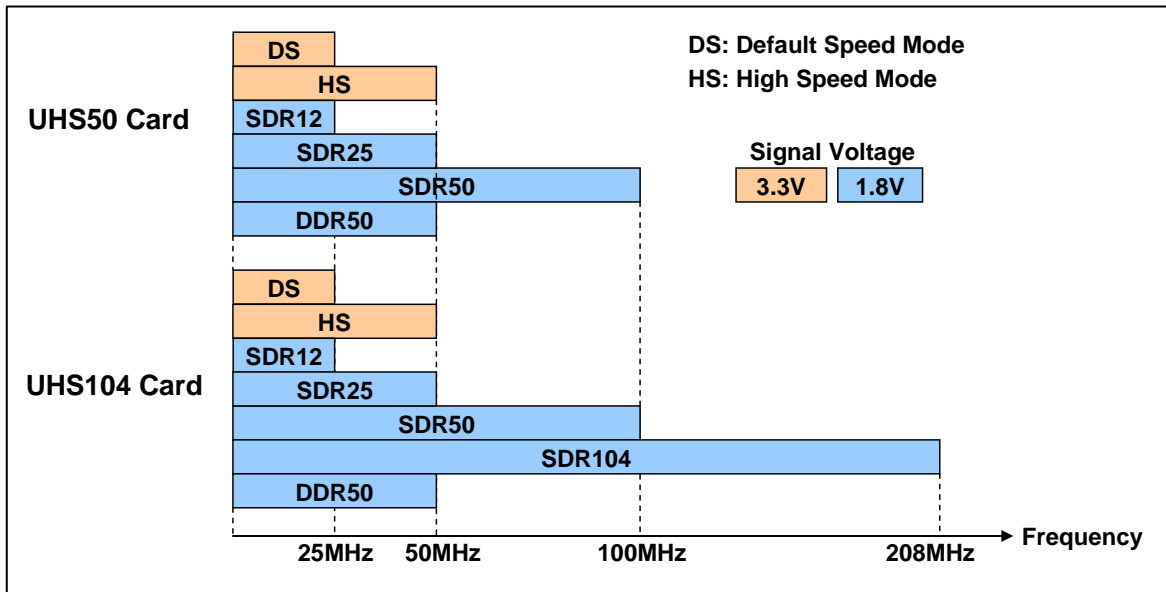 DS: Default Speed Mode
HS: High Speed Mode
UHS50 Card
DS
HS
SDR12
SDR25
SDR50
DDR50
Signal Voltage
3.3V 1.8V
UHS104 Card
DS
HS
SDR12
SDR25
SDR50
SDR104
DDR50
25MHz 50MHz 100MHz 208MHz
Frequency